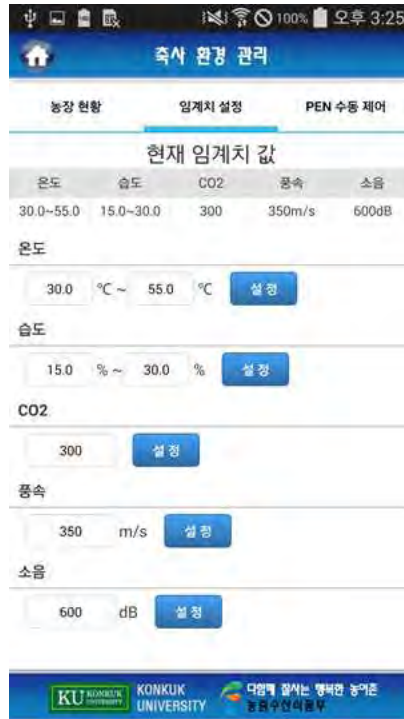 100% 오후 3:25
축사 환경 관리
농장 현황 임계치 설정 PEN 수동 제어
현재 임계치 값
온도 습도 CO2 풍속 소음
30.0~55.0 15.0~30.0 300 350m/s 600dB
온도
30.0 ℃ ~ 55.0 ℃ 설정
습도
15.0 % ~ 30.0 % 설정
CO2
300 설정
풍속
350 m/s 설정
소음
600 dB 설정
KU KONKUK UNIVERSITY
KONKUK
UNIVERSITY
다함께 잘사는 행복한 농어촌
농림수산식품부